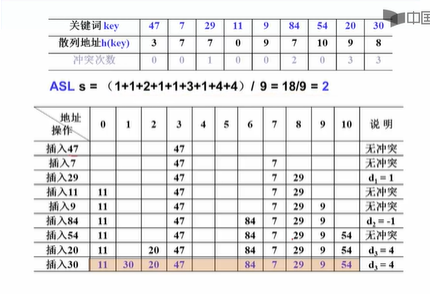 中国
关键词key 47 7 29 11 9 84 54 20 30
散列地址h(key) 3 7 7 0 9 7 10 9 8
冲突次数 0 0 1 0 0 2 0 3 3
ASL s = （1+1+2+1+1+3+1+4+4）/ 9 = 18/9 = 2
地址
操作 0 1 2 3 4 5 6 7 8 9 10 说 明
插入47 47 无冲突
插入7 47 7 无冲突
插入29 47 7 29 d1 = 1
插入11 11 47 7 29 无冲突
插入9 11 47 7 29 9 无冲突
插入84 11 47 84 7 29 9 d2 = -1
插入54 11 47 84 7 29 9 54 无冲突
插入20 11 20 47 84 7 29 9 54 d3 = 4
插入30 11 30 20 47 84 7 29 9 54 d3 = 4